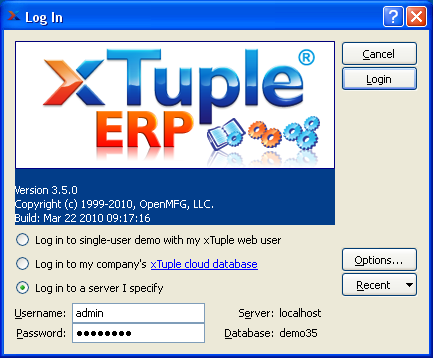 Log In
xTuple®
ERP
Cancel
Login
Version 3.5.0
Copyright (c) 1999-2010, OpenMFG, LLC.
Build: Mar 22 2010 09:17:16
Log in to single-user demo with my xTuple web user
Log in to my company's xTuple cloud database
Log in to a server I specify
Options...
Recent
Username: admin Server: localhost
Password: ●●●●●●●● Database: demo35